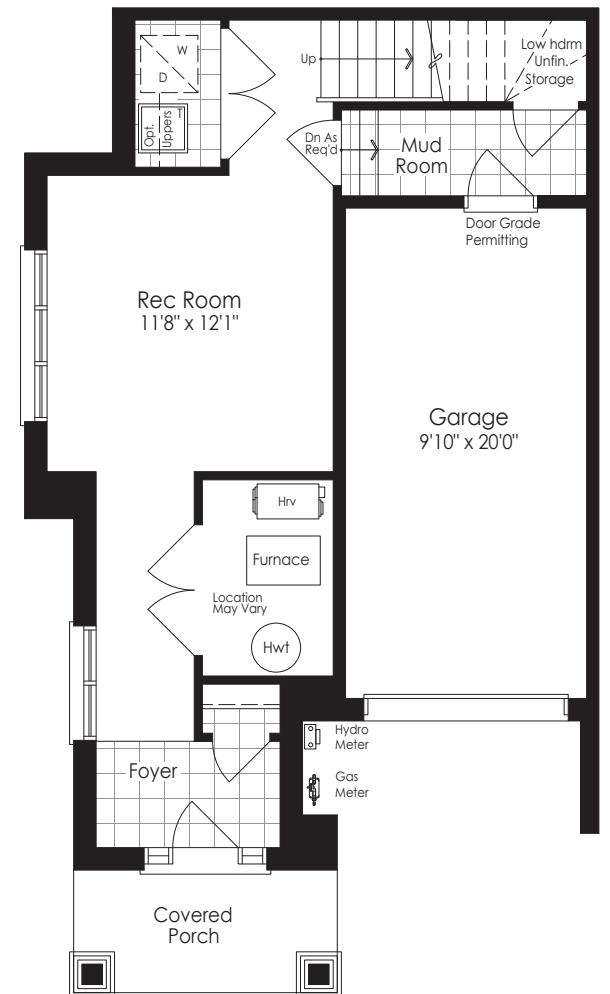 W
D
T
Opt.
Uppers
Up
Low hdrm
Unfin.
Storage
Dn As
Req'd
Mud
Room
Door Grade
Permitting
Rec Room
11'8" x 12'1"
Garage
9'10" x 20'0"
Hrv
Furnace
Location
May Vary
Hwt
Hydro
Meter
Gas
Meter
Foyer
Covered
Porch